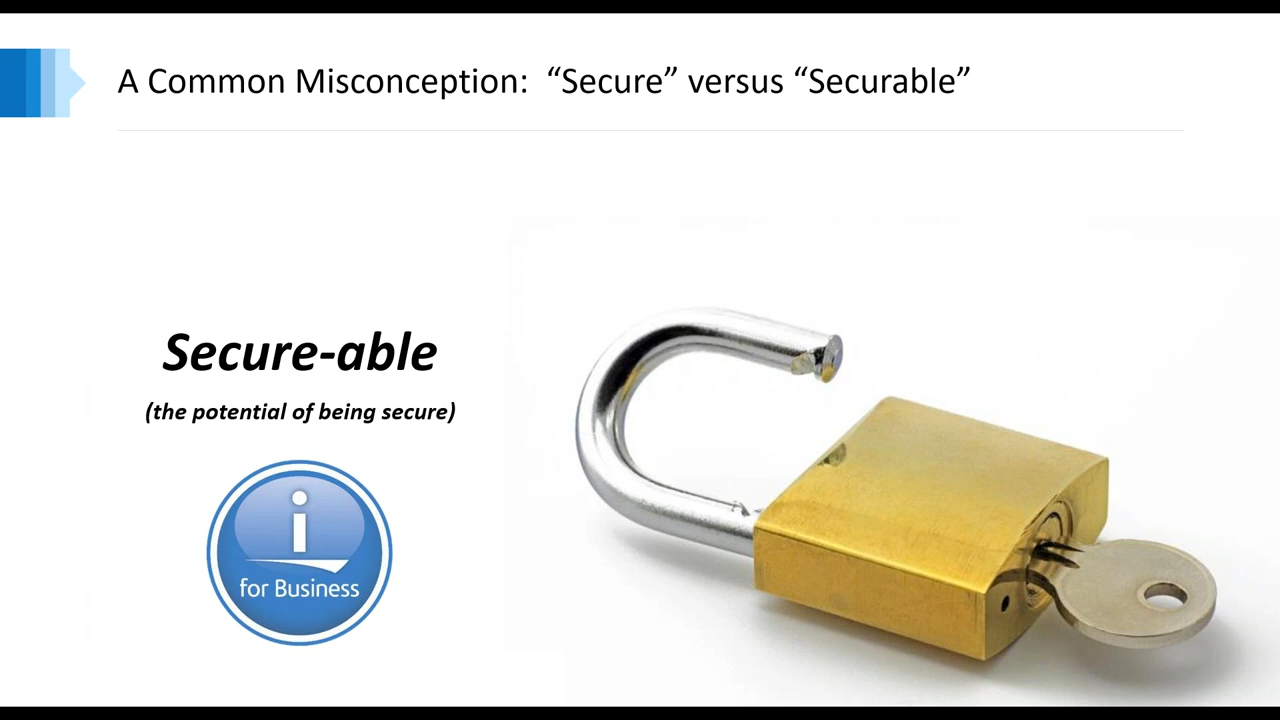 A Common Misconception:  “Secure” versus “Securable”
Secure-able
(the potential of being secure)
i
for Business